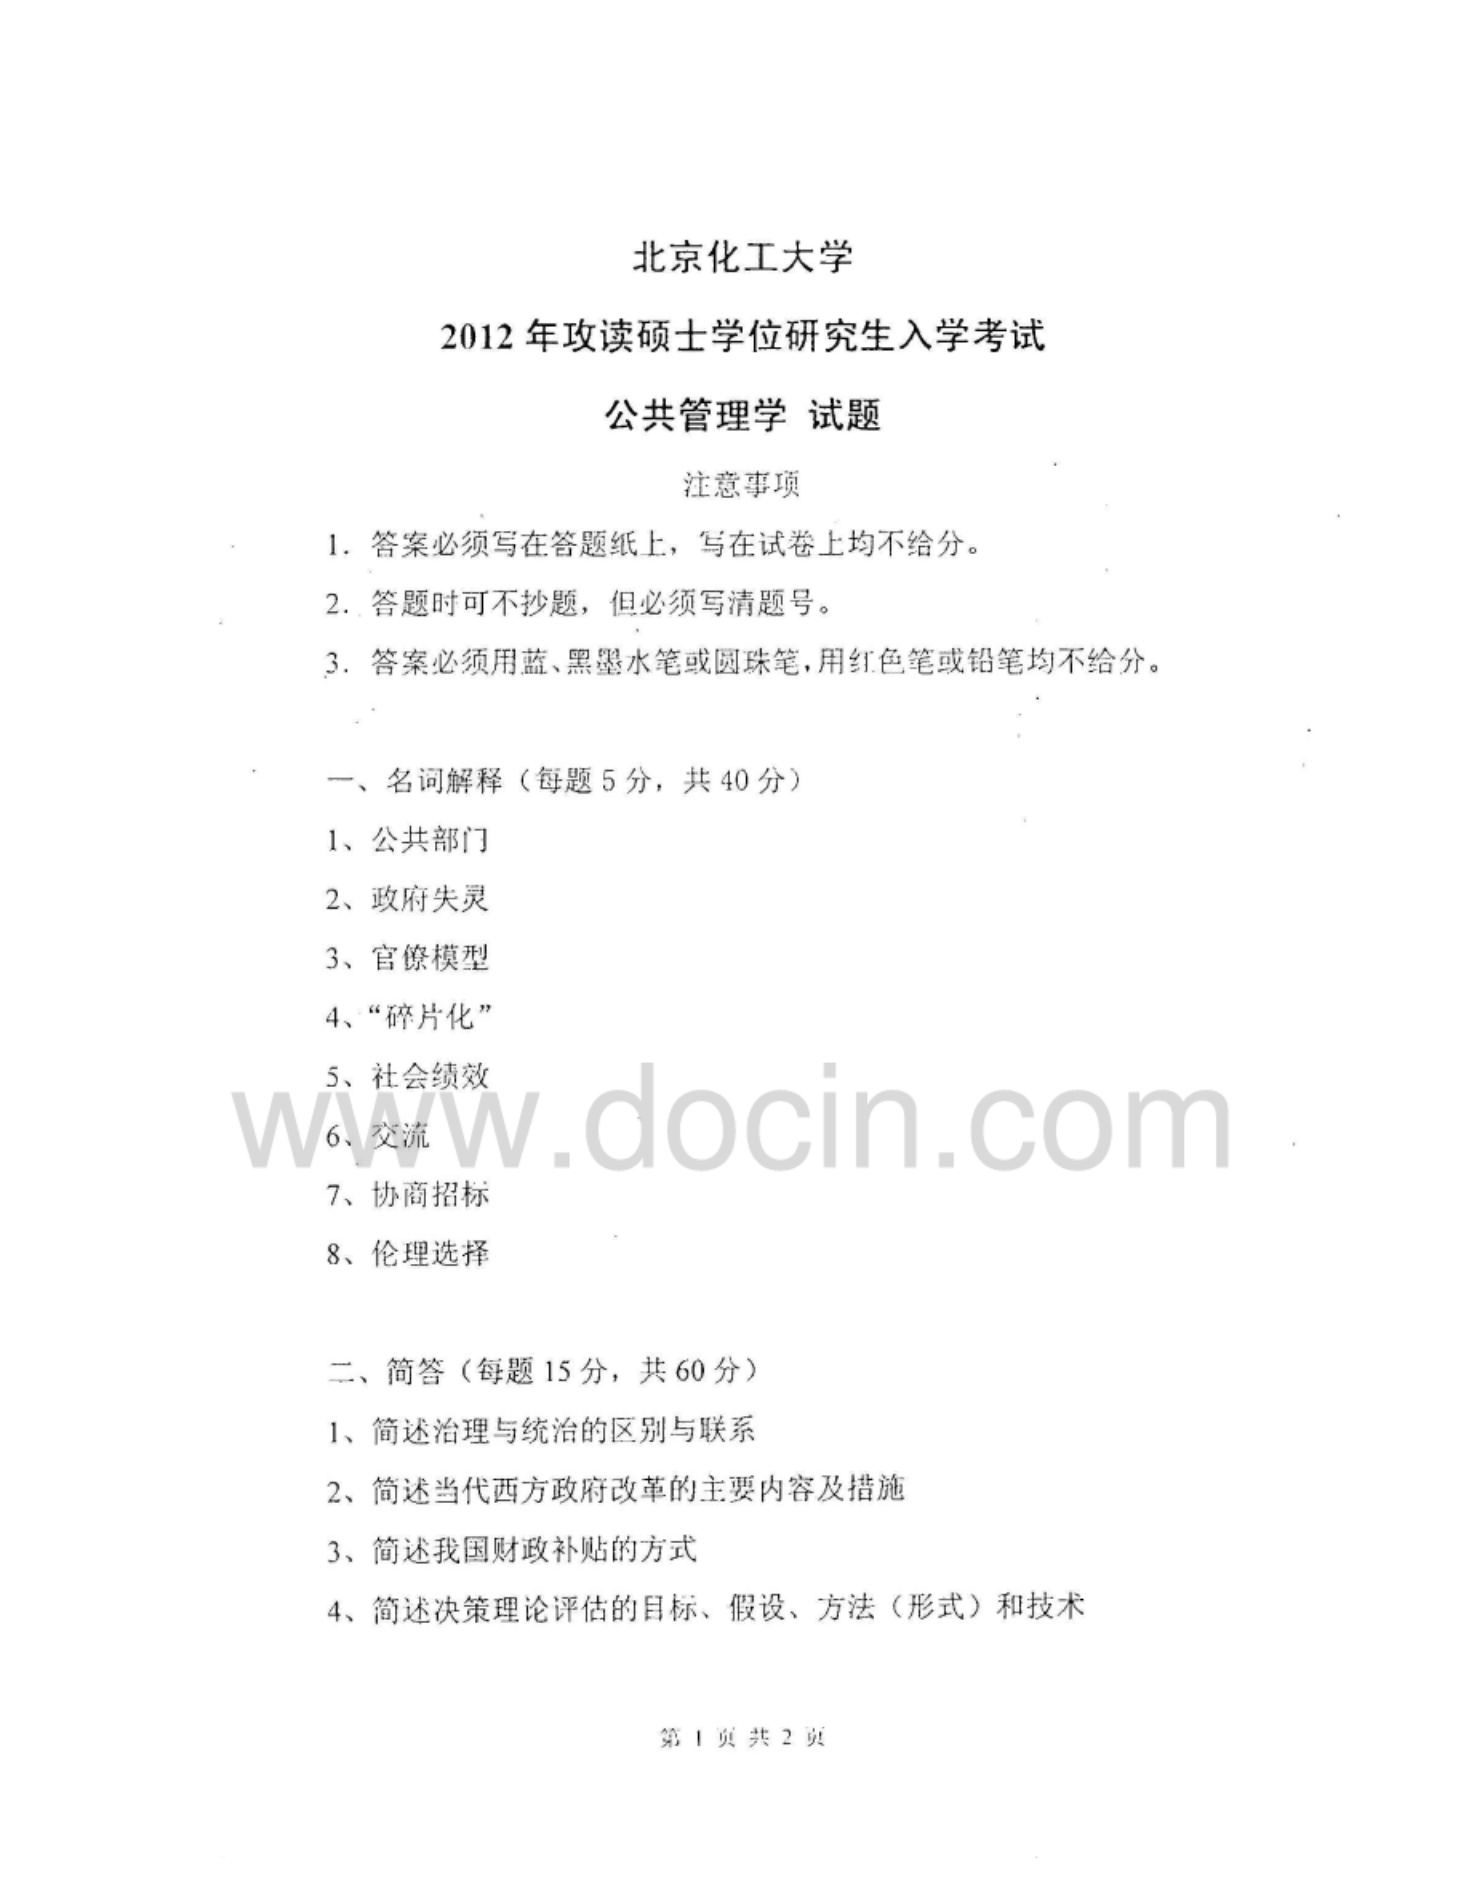 北京化工大学
2012 年攻读硕士学位研究生入学考试
公共管理学 试题
注意事项
1. 答案必须写在答题纸上，写在试卷上均不给分。
2. 答题时可不抄题，但必须写清题号。
3. 答案必须用蓝、黑墨水笔或圆珠笔，用红色笔或铅笔均不给分。
一、名词解释（每题 5 分，共 40 分）
1、公共部门
2、政府失灵
3、官僚模型
4、“碎片化”
5、社会绩效
www.docin.com
6、交流
7、协商招标
8、伦理选择
二、简答（每题 15 分，共 60 分）
1、简述治理与统治的区别与联系
2、简述当代西方政府改革的主要内容及措施
3、简述我国财政补贴的方式
4、简述决策理论评估的目标、假设、方法（形式）和技术
第 1 页 共 2 页